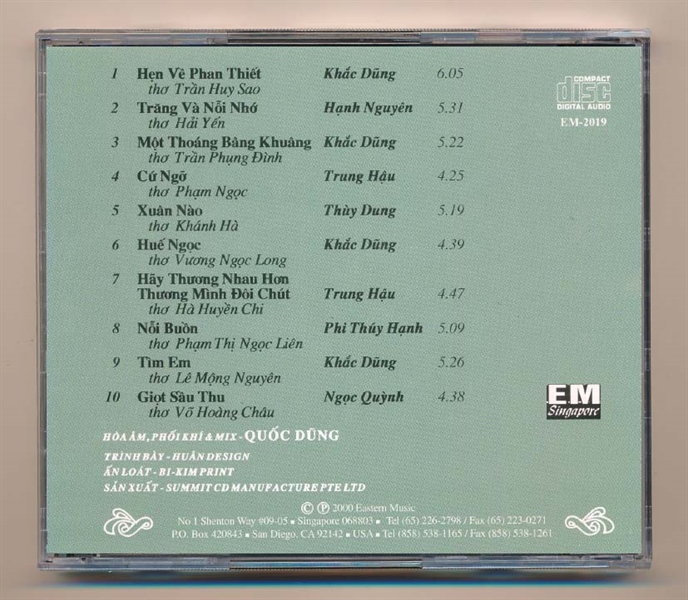 1 Hẹn Về Phan Thiết Khắc Dũng 6.05
thơ Trần Huy Sao
2 Trăng Và Nỗi Nhớ Hạnh Nguyên 5.31
thơ Hải Yến
3 Một Thoáng Bâng Khuâng Khắc Dũng 5.22
thơ Trần Phụng Đình
4 Cứ Ngỡ Trung Hậu 4.25
thơ Phạm Ngọc
5 Xuân Nào Thùy Dung 5.19
thơ Khánh Hà
6 Huế Ngọc Khắc Dũng 4.39
thơ Vương Ngọc Long
7 Hãy Thương Nhau Hơn
Thương Mình Đôi Chút Trung Hậu 4.47
thơ Hà Huyền Chi
8 Nỗi Buồn Phi Thúy Hạnh 5.09
thơ Phạm Thị Ngọc Liên
9 Tìm Em Khắc Dũng 5.26
thơ Lê Mộng Nguyên
10 Giọt Sầu Thu Ngọc Quỳnh 4.38
thơ Võ Hoàng Châu
COMPACT
disc
DIGITAL AUDIO
EM-2019
EM
Singapore
HÒA ÂM, PHỐI KHÍ & MIX - QUỐC DŨNG
TRÌNH BÀY - HUÂN DESIGN
ẤN LOÁT - BI-KIM PRINT
SẢN XUẤT - SUMMIT CD MANUFACTURE PTE LTD
© ℗ 2000 Eastern Music
No 1 Shenton Way #09-05 ▪ Singapore 068803 ▪ Tel (65) 226-2798 / Fax (65) 223-0271
P.O. Box 420843 ▪ San Diego, CA 92142 ▪ USA ▪ Tel (858) 538-1165 / Fax (858) 538-1261